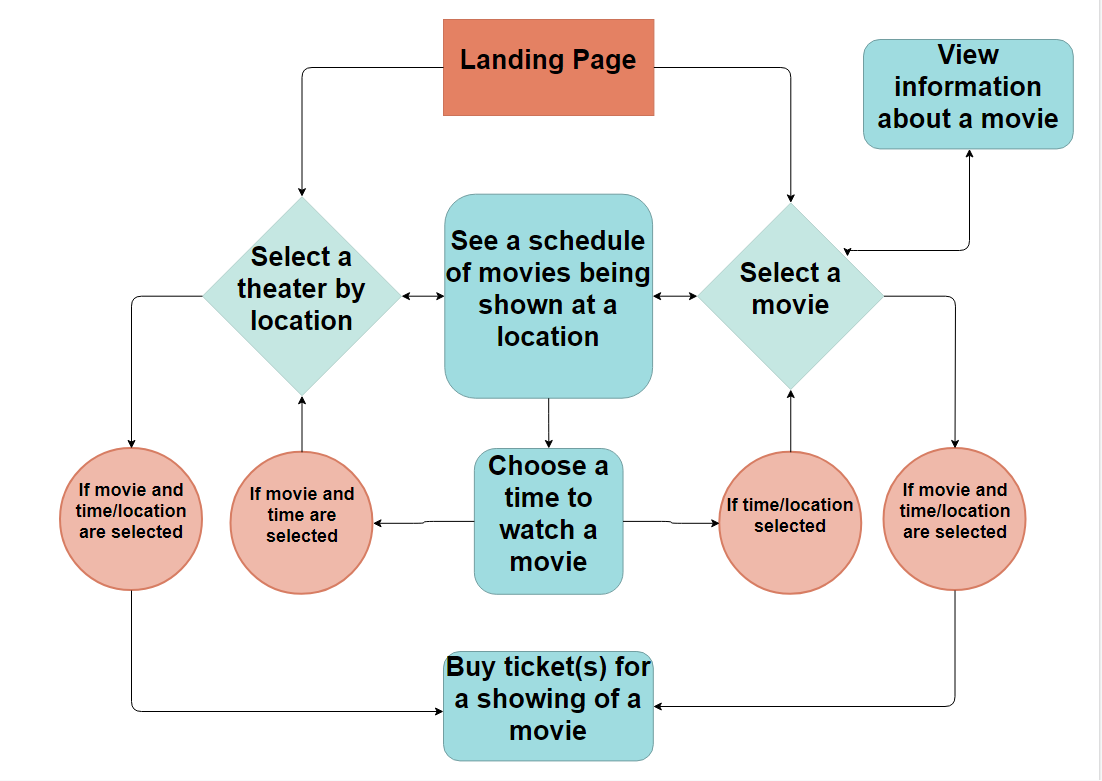 Landing Page
View
information
about a movie
Select a
theater by
location
See a schedule
of movies being
shown at a
location
Select a
movie
If movie and
time/location
are selected
If movie and
time are
selected
Choose a
time to
watch a
movie
If time/location
selected
If movie and
time/location
are selected
Buy ticket(s) for
a showing of a
movie